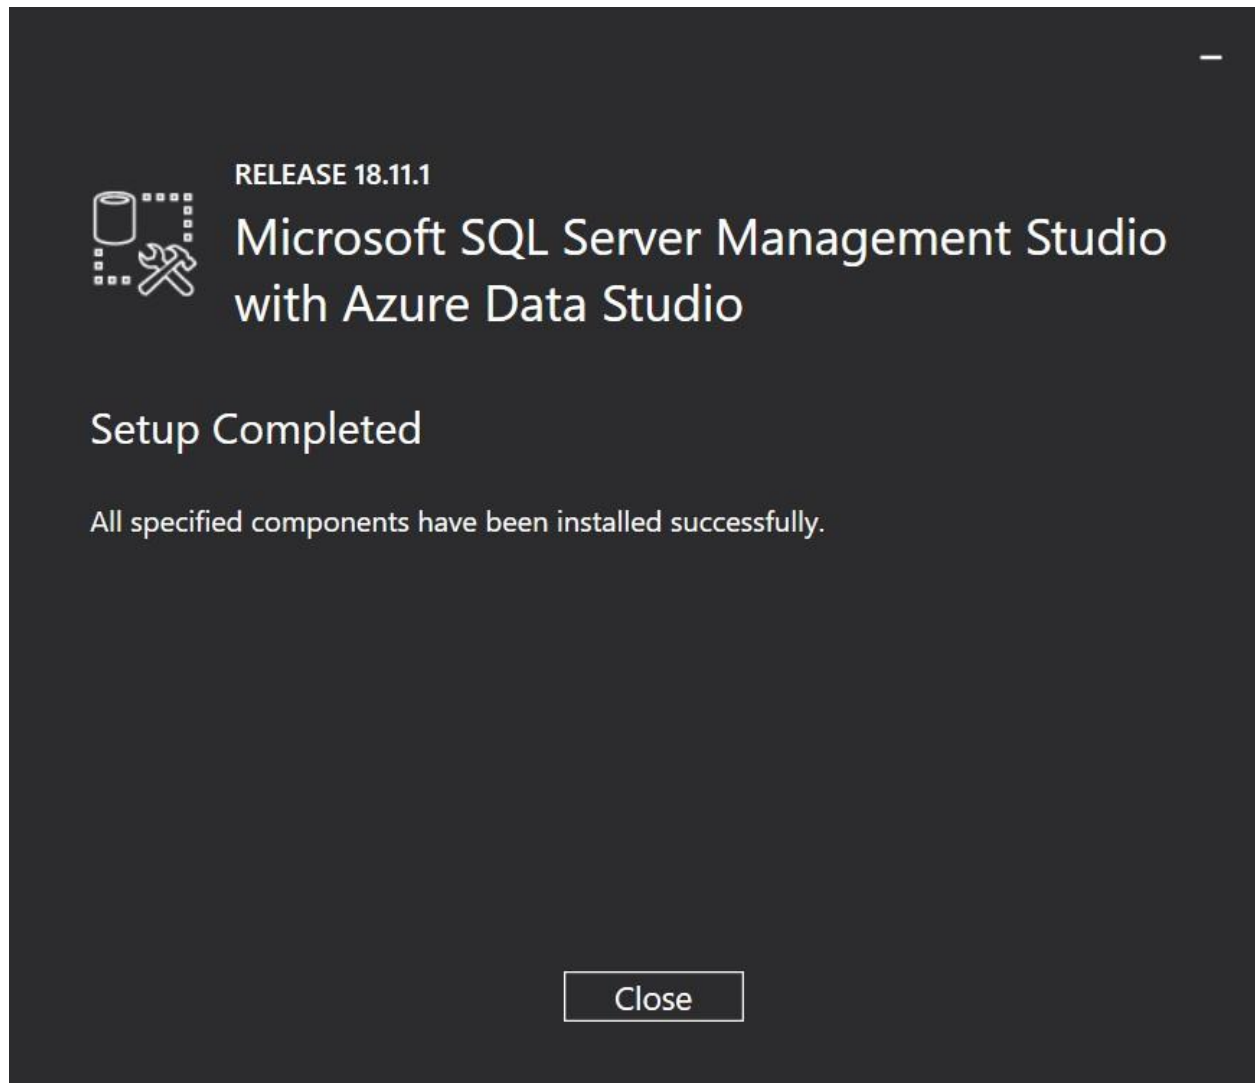 RELEASE 18.11.1
Microsoft SQL Server Management Studio
with Azure Data Studio
Setup Completed
All specified components have been installed successfully.
Close